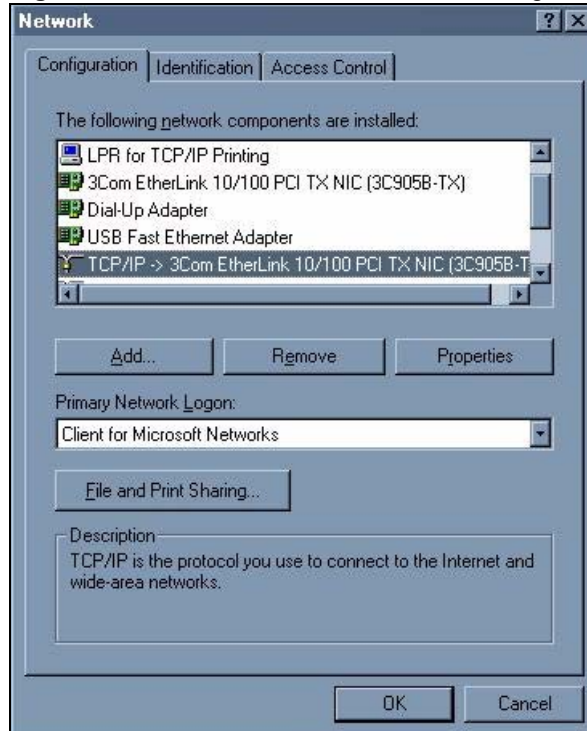 Network
Configuration Identification Access Control
The following network components are installed:
LPR for TCP/IP Printing
3Com EtherLink 10/100 PCI TX NIC (3C905B-TX)
Dial-Up Adapter
USB Fast Ethernet Adapter
TCP/IP -> 3Com EtherLink 10/100 PCI TX NIC (3C905B-T
Add... Remove Properties
Primary Network Logon:
Client for Microsoft Networks
File and Print Sharing...
Description
TCP/IP is the protocol you use to connect to the Internet and
wide-area networks.
OK Cancel